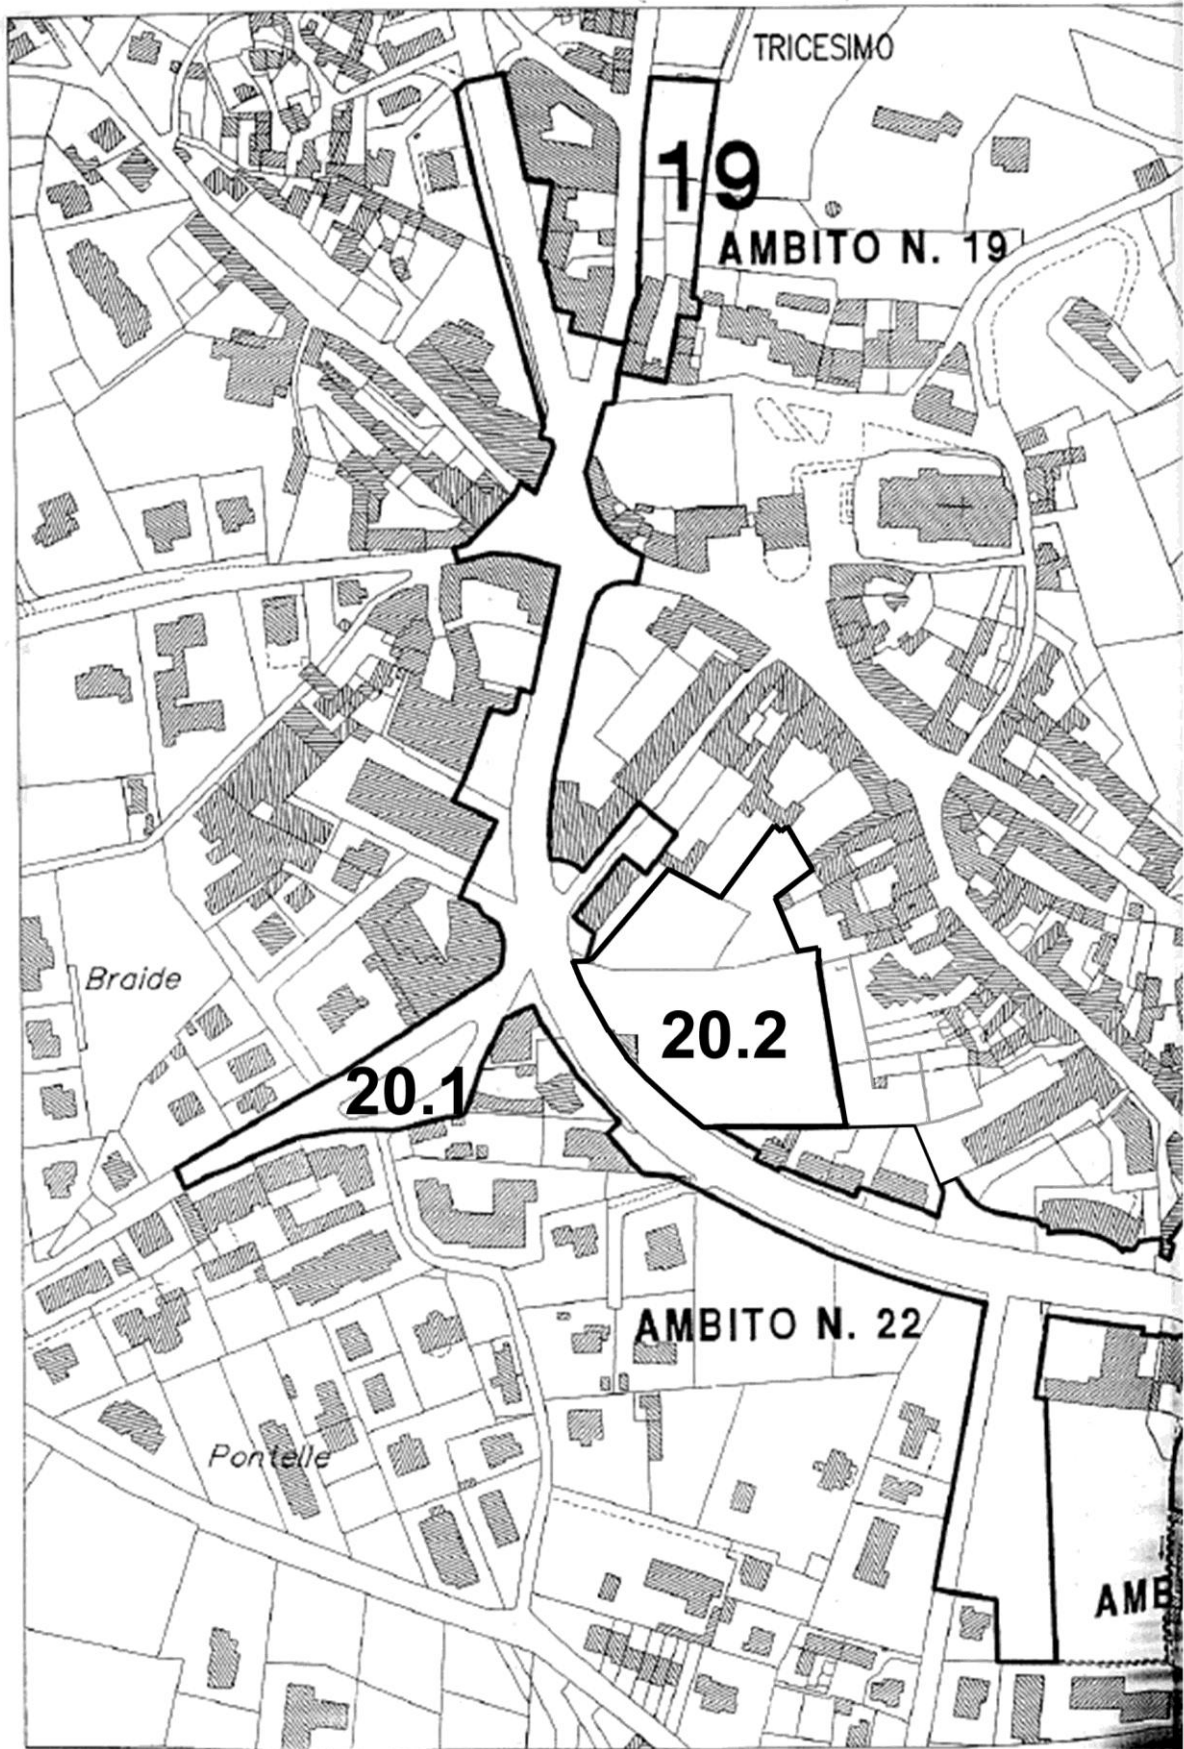 TRICESIMO
19
AMBITO N. 19
Braide
20.2
20.1
AMBITO N. 22
Pontelle
AMB